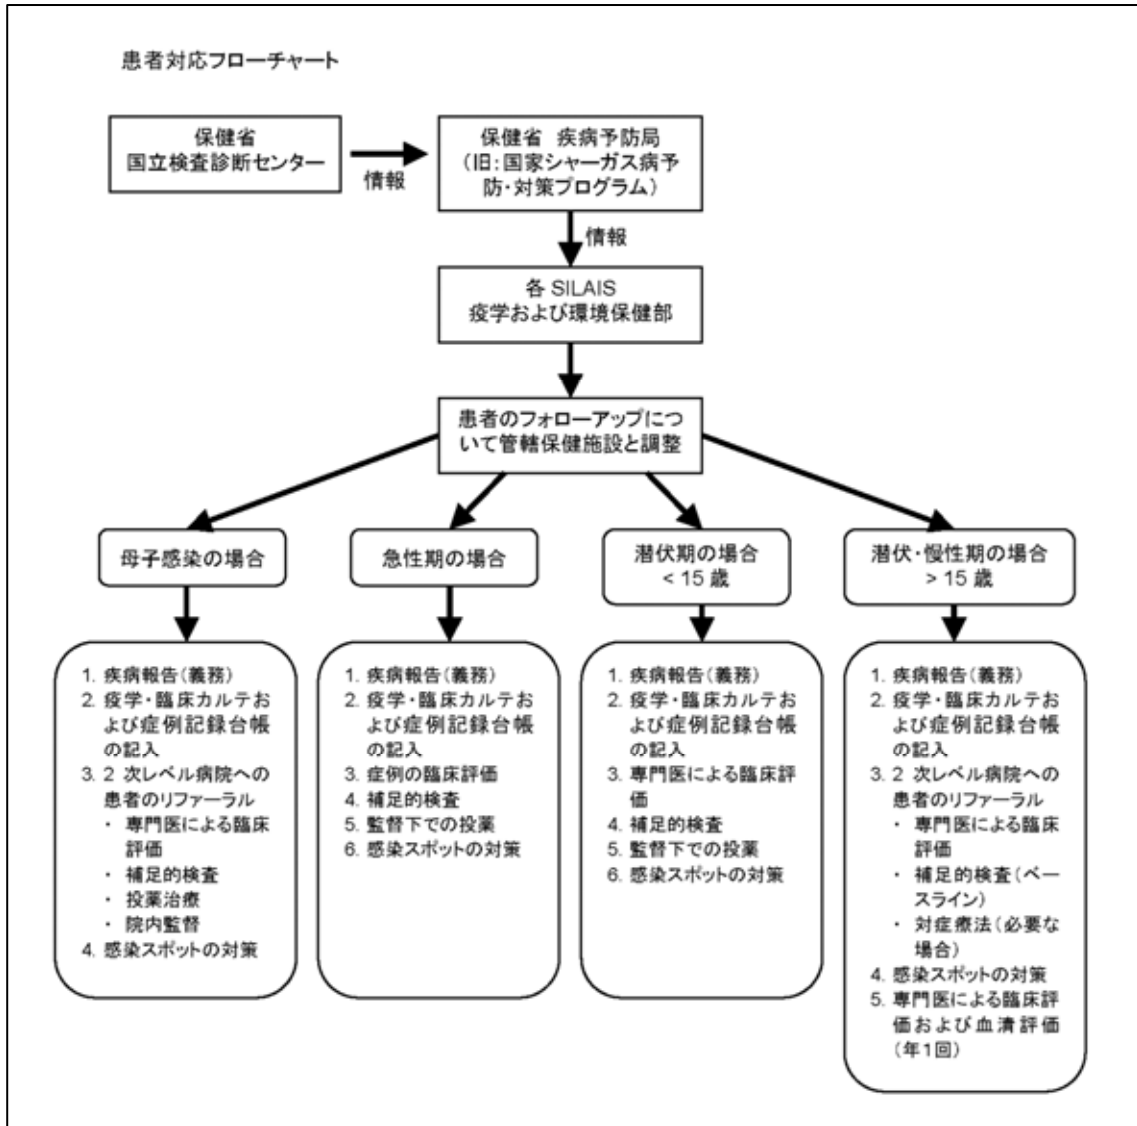 患者対応フローチャート
保健省
国立検査診断センター
情報
保健省 疾病予防局
(旧:国家シャーガス病予
防・対策プログラム)
情報
各 SILAIS
疫学および環境保健部
患者のフォローアップにつ
いて管轄保健施設と調整
母子感染の場合
急性期の場合
潜伏期の場合
< 15 歳
潜伏・慢性期の場合
> 15 歳
1. 疾病報告(義務)
2. 疫学・臨床カルテお
よび症例記録台帳
の記入
3. 2 次レベル病院への
患者のリファーラル
・ 専門医による臨床
評価
・ 補足的検査
・ 投薬治療
・ 院内監督
4. 感染スポットの対策
1. 疾病報告(義務)
2. 疫学・臨床カルテお
よび症例記録台帳
の記入
3. 症例の臨床評価
4. 補足的検査
5. 監督下での投薬
6. 感染スポットの対策
1. 疾病報告(義務)
2. 疫学・臨床カルテお
よび症例記録台帳
の記入
3. 専門医による臨床評
価
4. 補足的検査
5. 監督下での投薬
6. 感染スポットの対策
1. 疾病報告(義務)
2. 疫学・臨床カルテお
よび症例記録台帳
の記入
3. 2 次レベル病院への
患者のリファーラル
・ 専門医による臨床
評価
・ 補足的検査(ベー
スライン)
・ 対症療法(必要な
場合)
4. 感染スポットの対策
5. 専門医による臨床評
価および血清評価
(年1回)